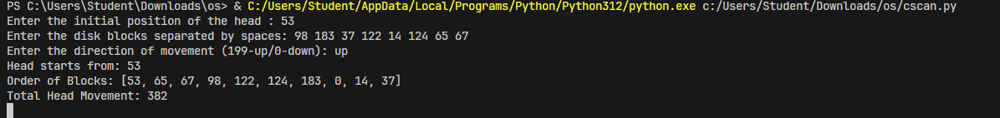 PS C:\Users\Student\Downloads\os> & C:/Users/Student/AppData/Local/Programs/Python/Python312/python.exe c:/Users/Student/Downloads/os/cscan.py
Enter the initial position of the head : 53
Enter the disk blocks separated by spaces: 98 183 37 122 14 124 65 67
Enter the direction of movement (199-up/0-down): up
Head starts from: 53
Order of Blocks: [53, 65, 67, 98, 122, 124, 183, 0, 14, 37]
Total Head Movement: 382